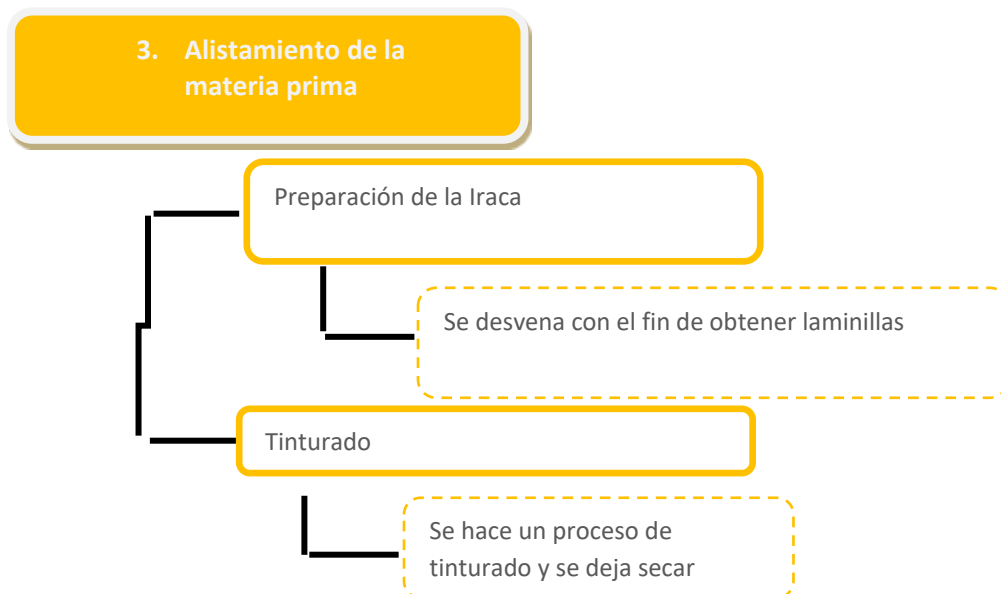 3. Alistamiento de la
materia prima
Preparación de la Iraca
Se desvena con el fin de obtener laminillas
Tinturado
Se hace un proceso de
tinturado y se deja secar